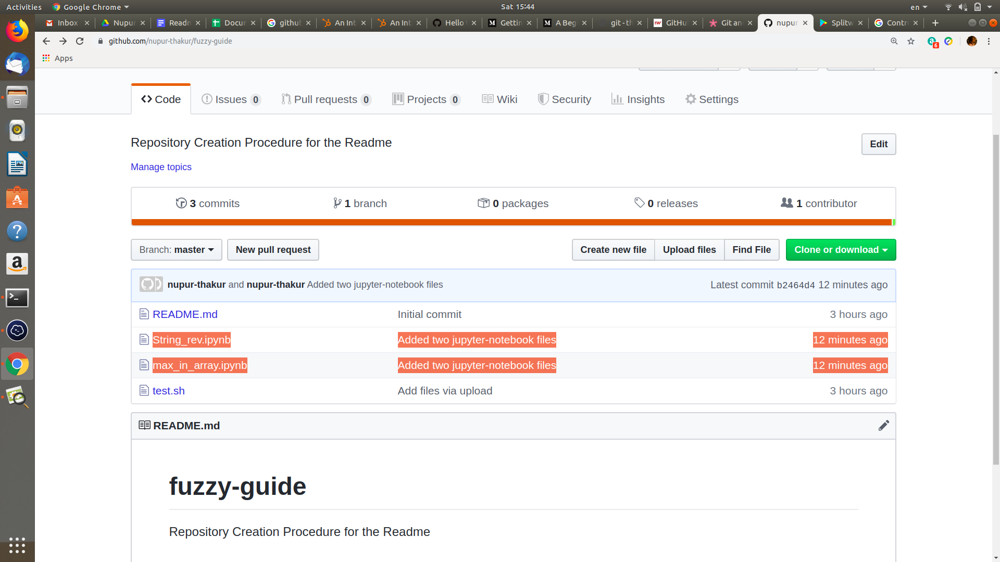 Activities Google Chrome Sat 15:44 en
Inbox Nupur Readn Docur github An Int An Int Hello Gettin A Beg git - th GitHu Git an nupur Splitw Contr
github.com/nupur-thakur/fuzzy-guide 6
Apps
Code Issues 0 Pull requests 0 Projects 0 Wiki Security Insights Settings
Repository Creation Procedure for the Readme Edit
Manage topics
3 commits 1 branch 0 packages 0 releases 1 contributor
Branch: master New pull request Create new file Upload files Find File Clone or download
nupur-thakur and nupur-thakur Added two jupyter-notebook files Latest commit b2464d4 12 minutes ago
README.md Initial commit 3 hours ago
String_rev.ipynb Added two jupyter-notebook files 12 minutes ago
max_in_array.ipynb Added two jupyter-notebook files 12 minutes ago
test.sh Add files via upload 3 hours ago
README.md
fuzzy-guide
Repository Creation Procedure for the Readme